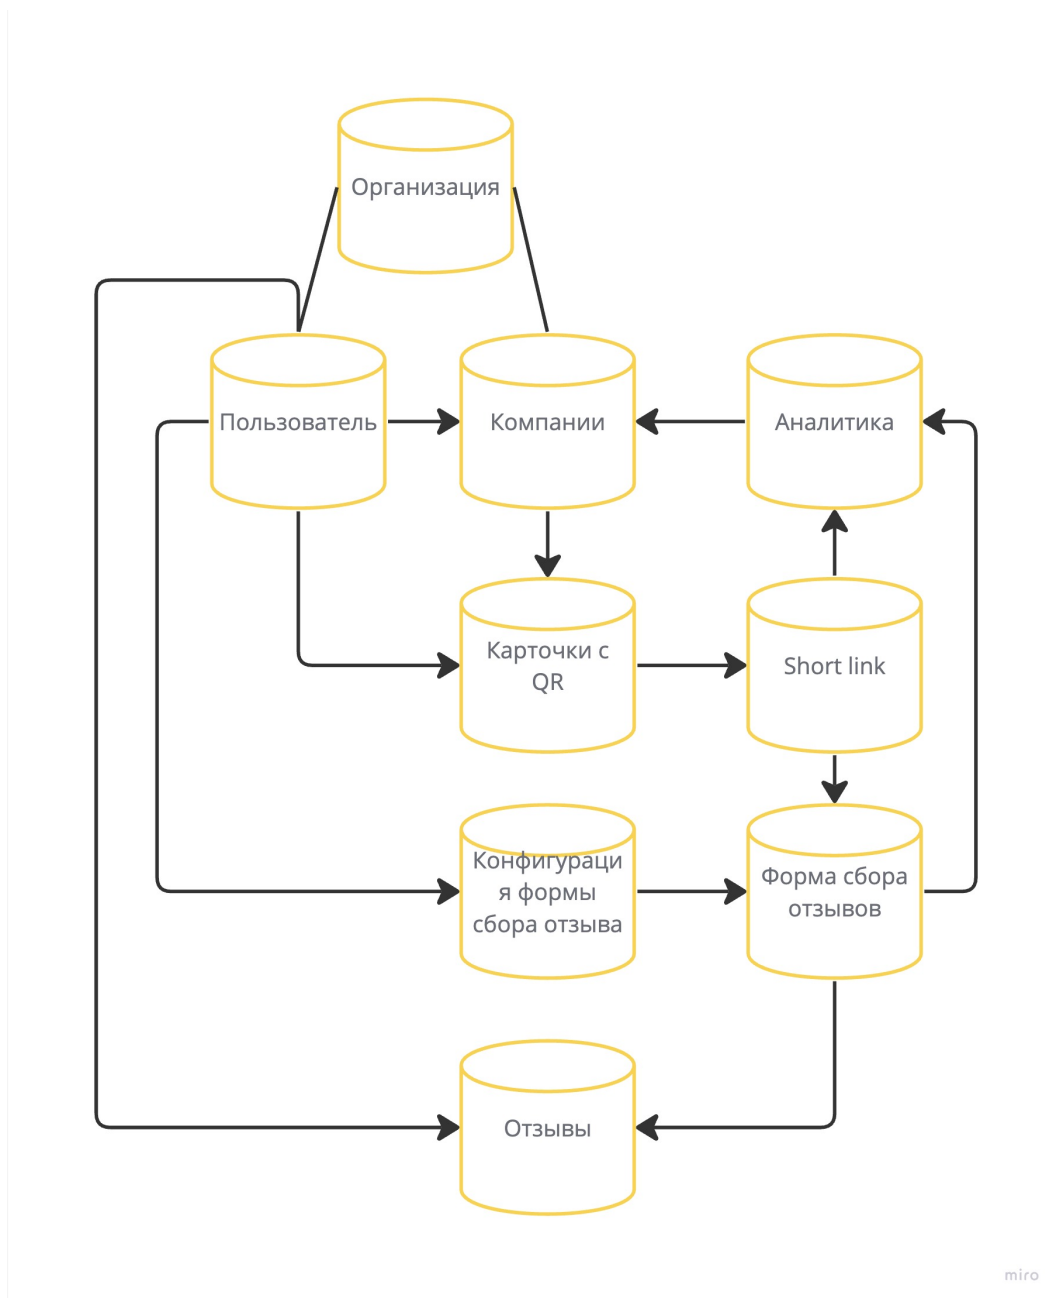 Организация
Пользователь
Компании
Аналитика
Карточки с
QR
Short link
Конфигураци
я формы
сбора отзыва
Форма сбора
отзывов
Отзывы
miro